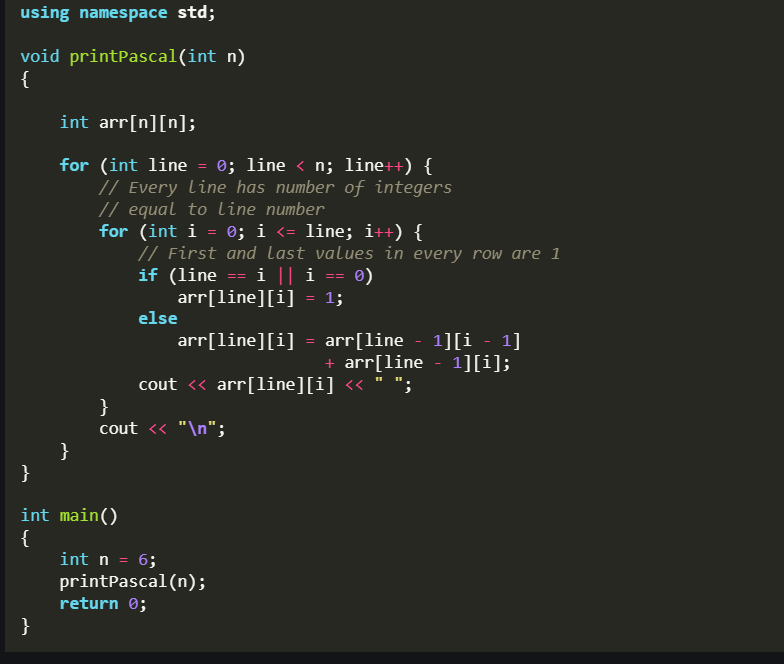 using namespace std;
void printPascal(int n)
{
    int arr[n][n];
    for (int line = 0; line < n; line++) {
        // Every line has number of integers
        // equal to line number
        for (int i = 0; i <= line; i++) {
            // First and last values in every row are 1
            if (line == i || i == 0)
                arr[line][i] = 1;
            else
                arr[line][i] = arr[line - 1][i - 1]
                               + arr[line - 1][i];
            cout << arr[line][i] << " ";
        }
        cout << "\n";
    }
}
int main()
{
    int n = 6;
    printPascal(n);
    return 0;
}